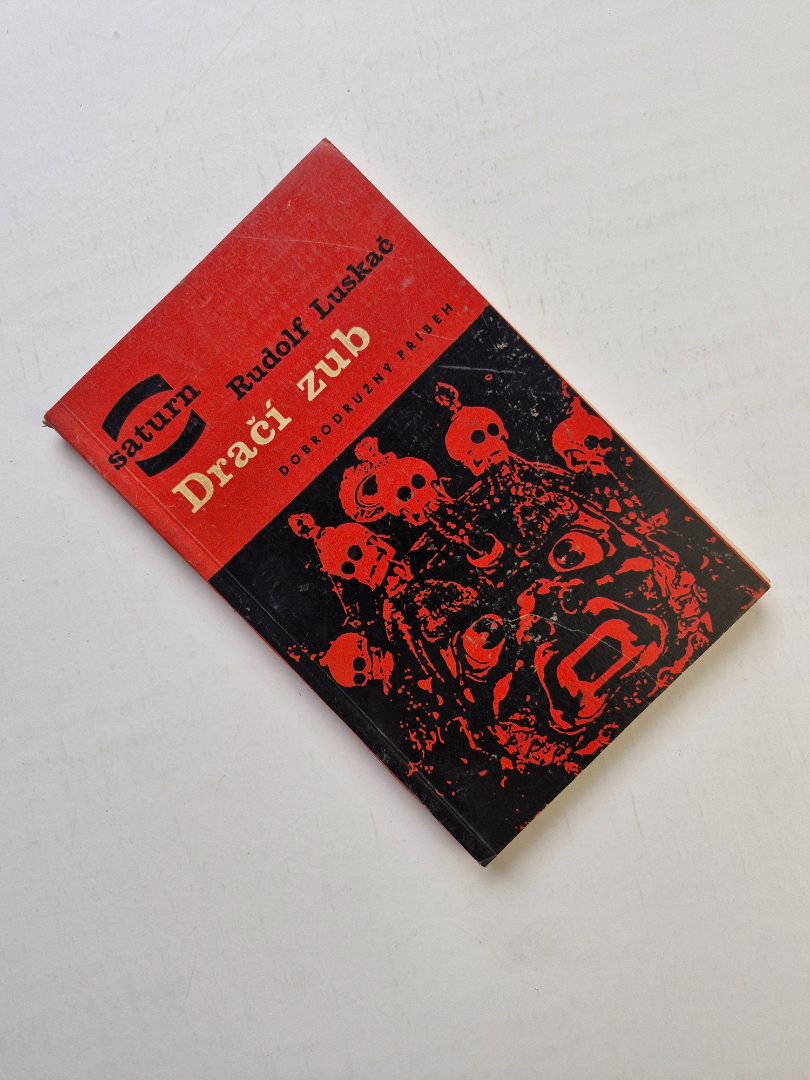 saturn
Rudolf Luskač
Dračí zub
DOBRODRUŽNÝ PŘÍBĚH